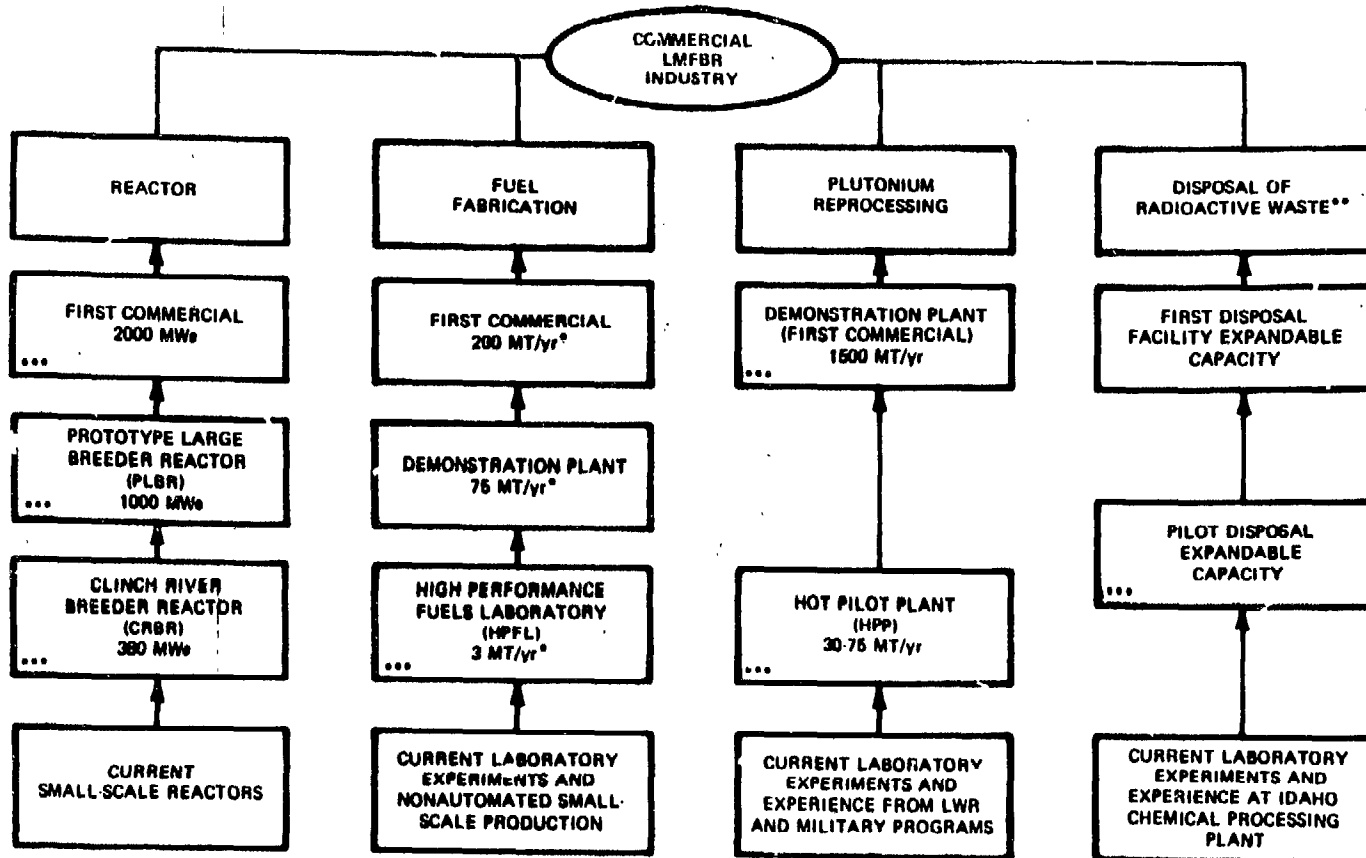 COMMERCIAL
LMFBR
INDUSTRY
REACTOR
FUEL
FABRICATION
PLUTONIUM
REPROCESSING
DISPOSAL OF
RADIOACTIVE WASTE**
FIRST COMMERCIAL
2000 MWe
•••
FIRST COMMERCIAL
200 MT/yr*
DEMONSTRATION PLANT
(FIRST COMMERCIAL)
1500 MT/yr
•••
FIRST DISPOSAL
FACILITY EXPANDABLE
CAPACITY
PROTOTYPE LARGE
BREEDER REACTOR
(PLBR)
1000 MWe
•••
DEMONSTRATION PLANT
75 MT/yr*
PILOT DISPOSAL
EXPANDABLE
CAPACITY
•••
CLINCH RIVER
BREEDER REACTOR
(CRBR)
380 MWe
•••
HIGH PERFORMANCE
FUELS LABORATORY
(HPFL)
3 MT/yr*
•••
HOT PILOT PLANT
(HPP)
30-75 MT/yr
•••
CURRENT
SMALL-SCALE REACTORS
CURRENT LABORATORY
EXPERIMENTS AND
NONAUTOMATED SMALL-
SCALE PRODUCTION
CURRENT LABORATORY
EXPERIMENTS AND
EXPERIENCE FROM LWR
AND MILITARY PROGRAMS
CURRENT LABORATORY
EXPERIMENTS AND
EXPERIENCE AT IDAHO
CHEMICAL PROCESSING
PLANT